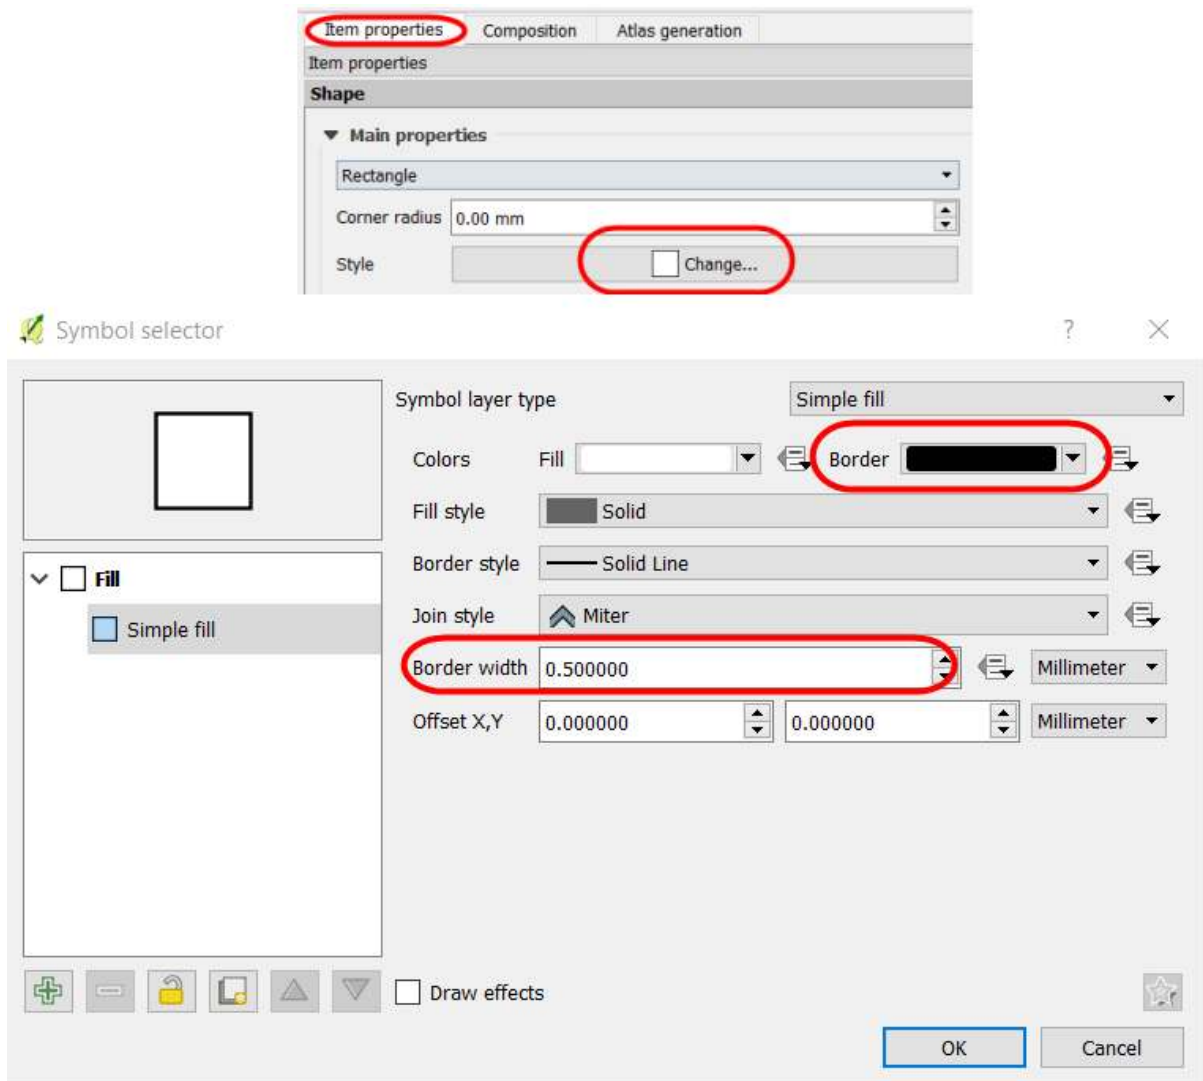 Item properties Composition Atlas generation
Item properties
Shape
Main properties
Rectangle
Corner radius 0.00 mm
Style Change...
Symbol selector ? ×
Symbol layer type Simple fill
Colors Fill Border
Fill style Solid
Border style Solid Line
Join style Miter
Border width 0.500000 Millimeter
Offset X,Y 0.000000 0.000000 Millimeter
Fill
Simple fill
Draw effects
OK Cancel